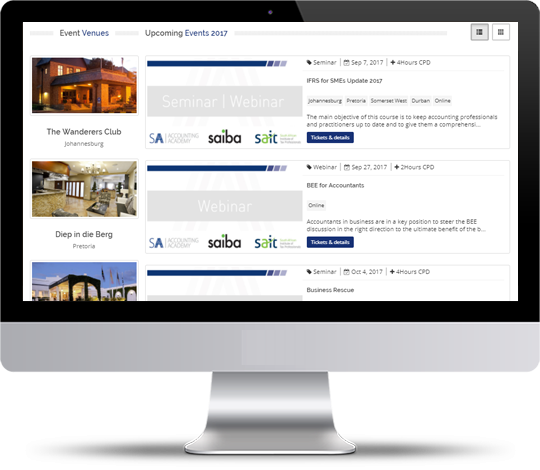 Event Venues
Upcoming Events 2017
The Wanderers Club
Johannesburg
Diep in die Berg
Pretoria
Seminar | Webinar
SA ACCOUNTING ACADEMY
saiba
sait
Seminar | Sep 7, 2017 | 4Hours CPD
IFRS for SMEs Update 2017
Johannesburg Pretoria Somerset West Durban Online
The main objective of this course is to keep accounting professionals
and practitioners up to date and to give them a comprehensi...
Tickets & details
Webinar
SA ACCOUNTING ACADEMY
saiba
sait
Webinar | Sep 27, 2017 | 2Hours CPD
BEE for Accountants
Online
Accountants in business are in a key position to steer the BEE
discussion in the right direction to the ultimate benefit of the b...
Tickets & details
Seminar | Oct 4, 2017 | 4Hours CPD
Business Rescue